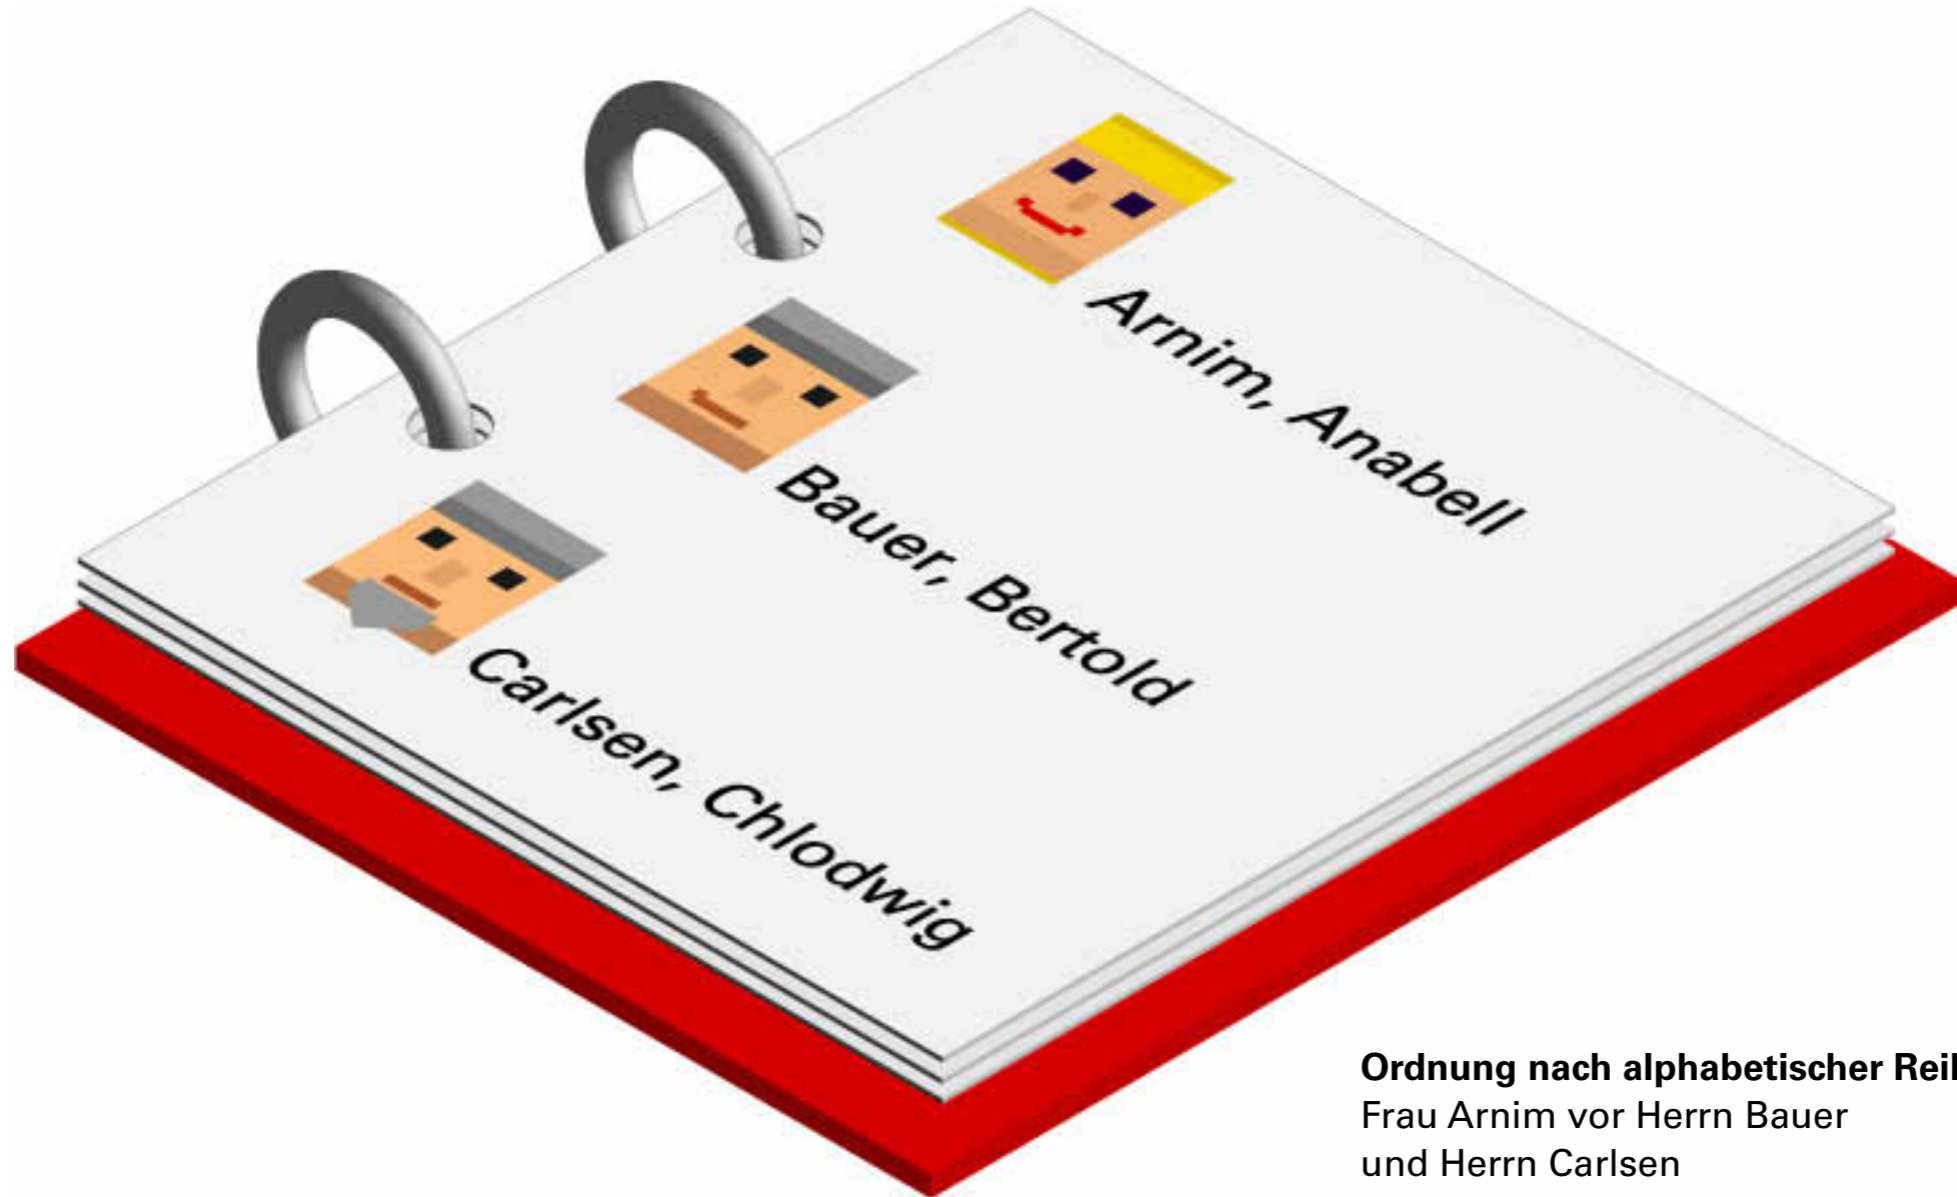 Arnim, Anabell
Bauer, Bertold
Carlsen, Chlodwig
Ordnung nach alphabetischer
Frau Arnim vor Herrn Bauer
und Herrn Carlsen